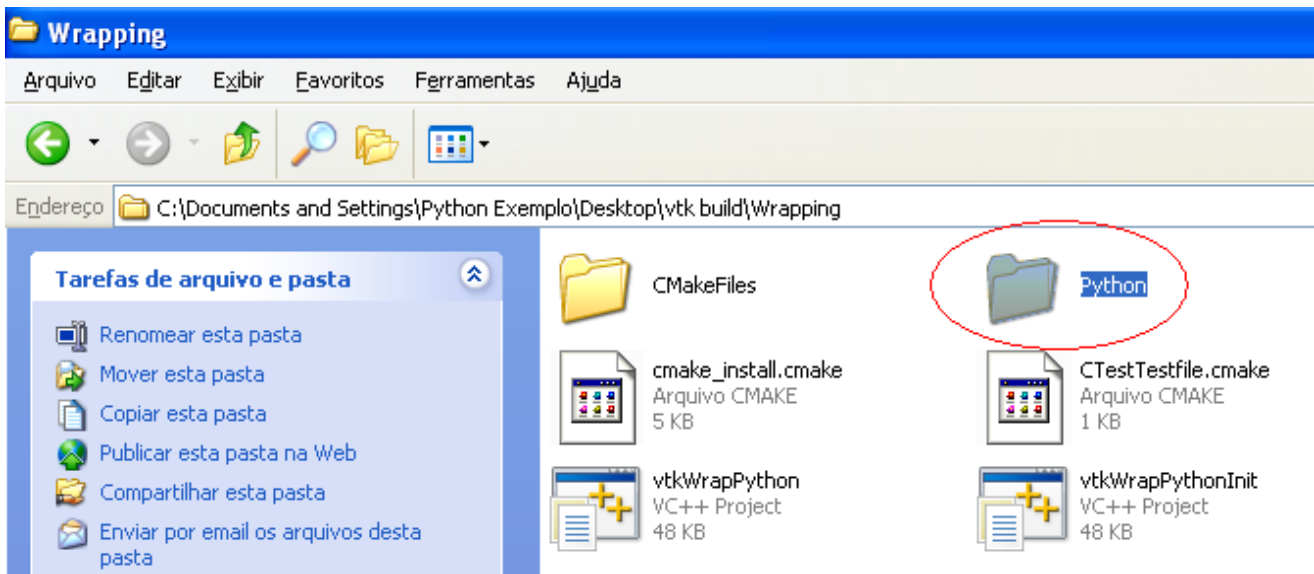 Wrapping
Arquivo Editar Exibir Favoritos Ferramentas Ajuda
Endereço C:\Documents and Settings\Python Exemplo\Desktop\vtk build\Wrapping
Tarefas de arquivo e pasta
Renomear esta pasta
Mover esta pasta
Copiar esta pasta
Publicar esta pasta na Web
Compartilhar esta pasta
Enviar por email os arquivos desta
pasta
CMakeFiles
Python
cmake_install.cmake
Arquivo CMAKE
5 KB
CTestTestfile.cmake
Arquivo CMAKE
1 KB
vtkWrapPython
VC++ Project
48 KB
vtkWrapPythonInit
VC++ Project
48 KB